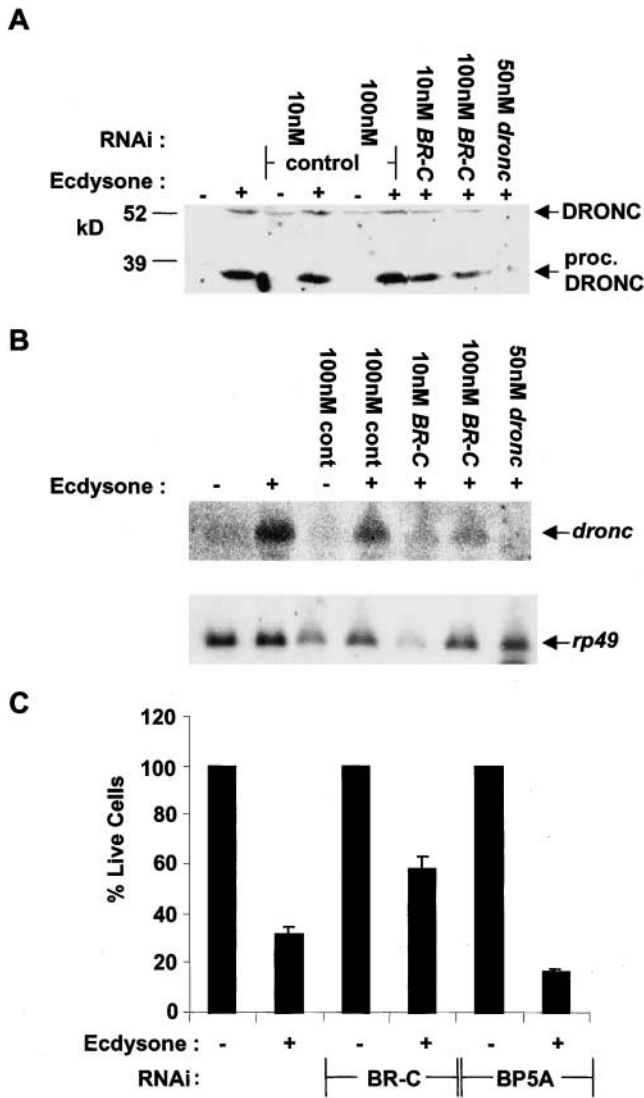 A
10nM
100nM
10nM BR-C
100nM BR-C
50nM dronc
RNAi :
control
Ecdysone : - + - + - + + + +
kD
52
DRONC
39
proc.
DRONC
B
100nM cont
100nM cont
10nM BR-C
100nM BR-C
50nM dronc
Ecdysone : - + - + + + +
dronc
rp49
C
% Live Cells
120
100
80
60
40
20
0
Ecdysone : - + - + - +
RNAi : BR-C BP5A